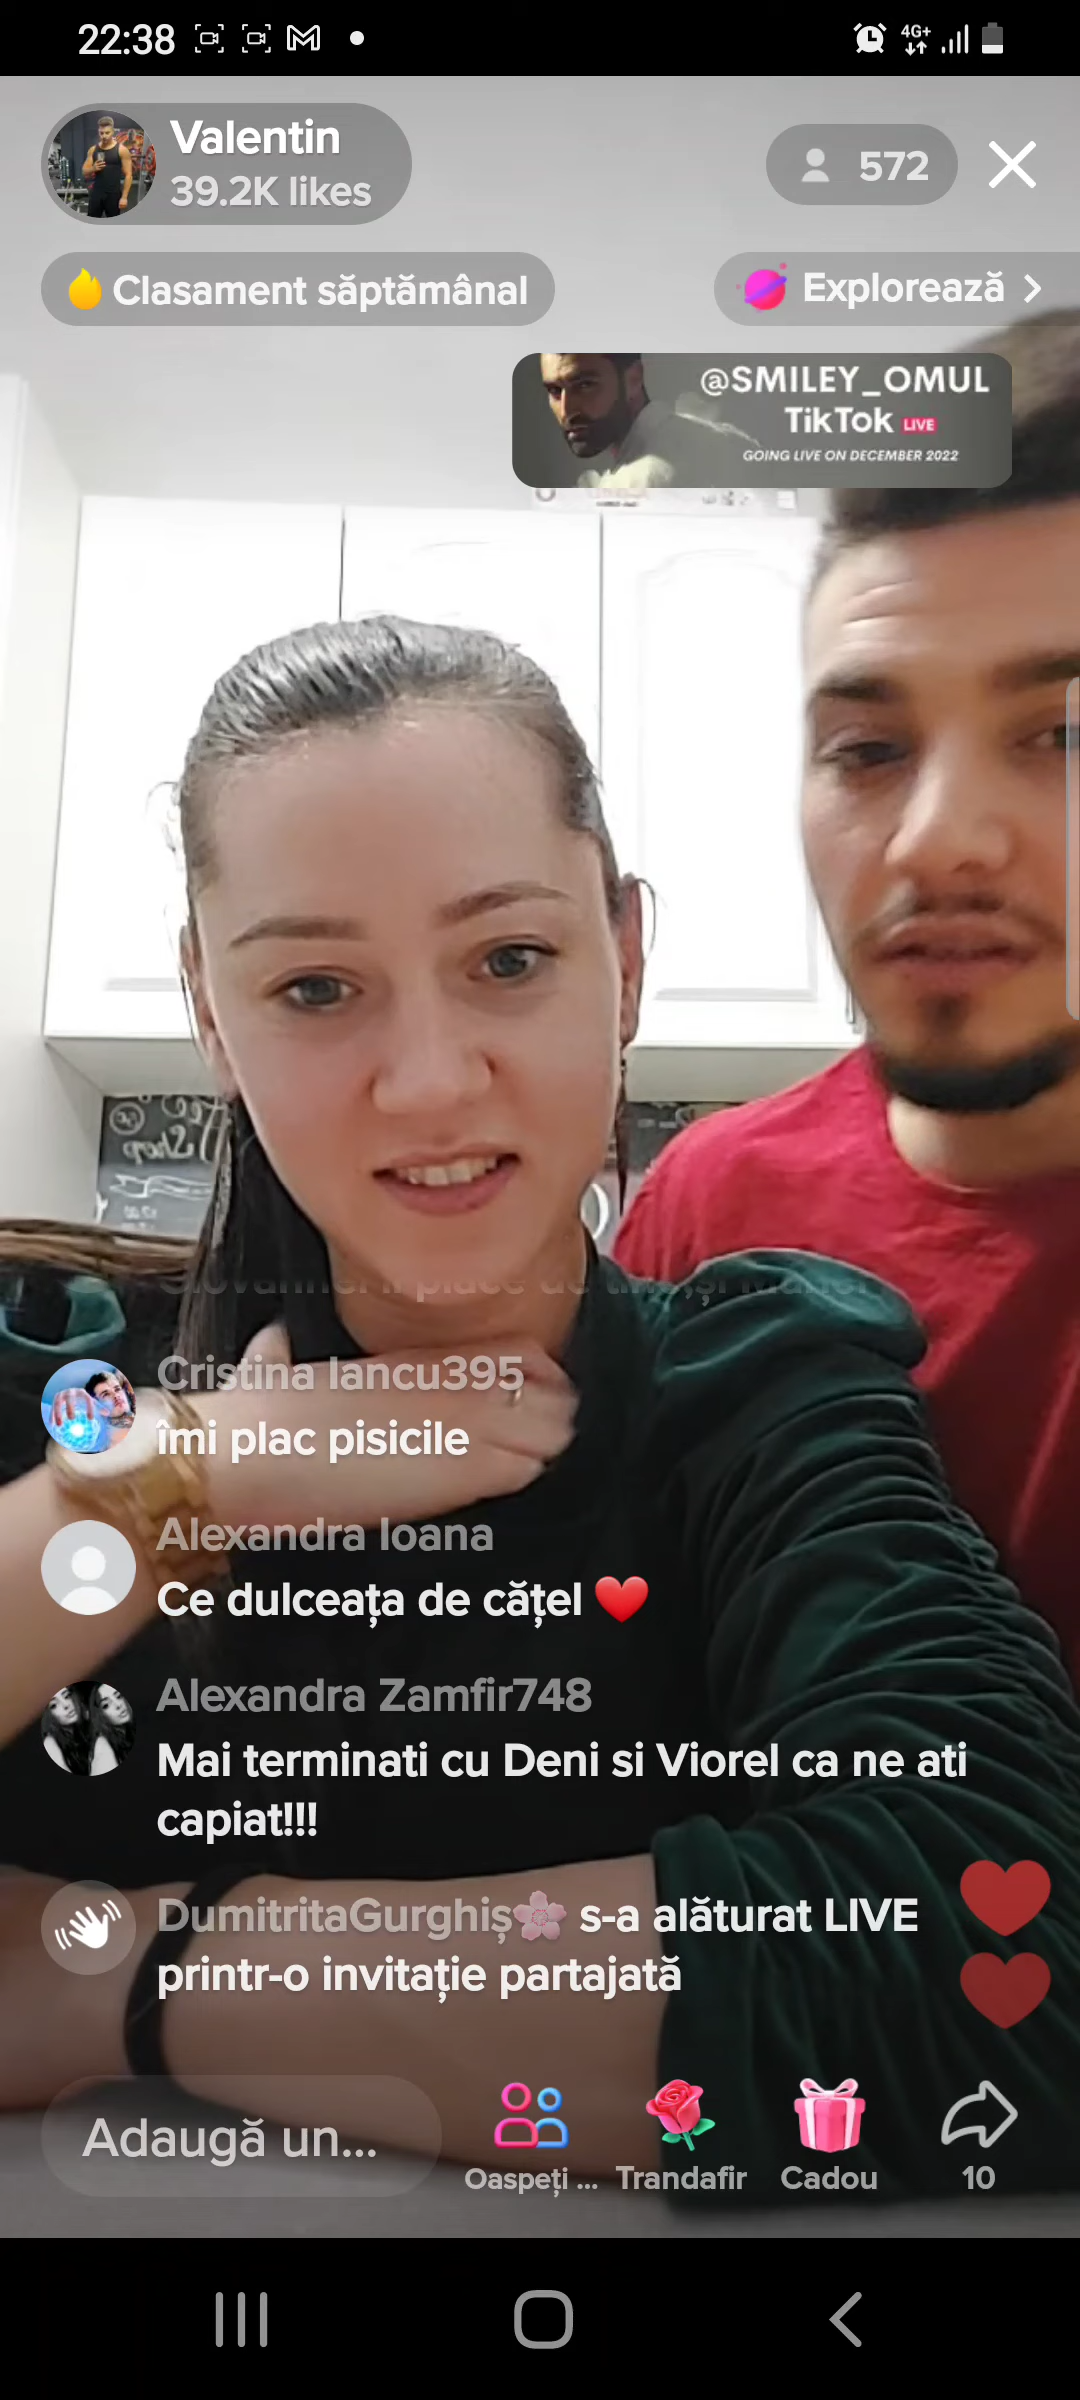 22:38
4G+
Valentin
39.2K likes
572
Clasament săptămânal
Explorează
@SMILEY_OMUL
TikTok LIVE
GOING LIVE ON DECEMBER 2022
Cristina Iancu395
îmi plac pisicile
Alexandra Ioana
Ce dulceața de cățel ❤️
Alexandra Zamfir748
Mai terminati cu Deni si Viorel ca ne ati
capiat!!!
DumitritaGurghiș🌸 s-a alăturat LIVE
printr-o invitație partajată
Adaugă un...
Oaspeți ...
Trandafir
Cadou
10